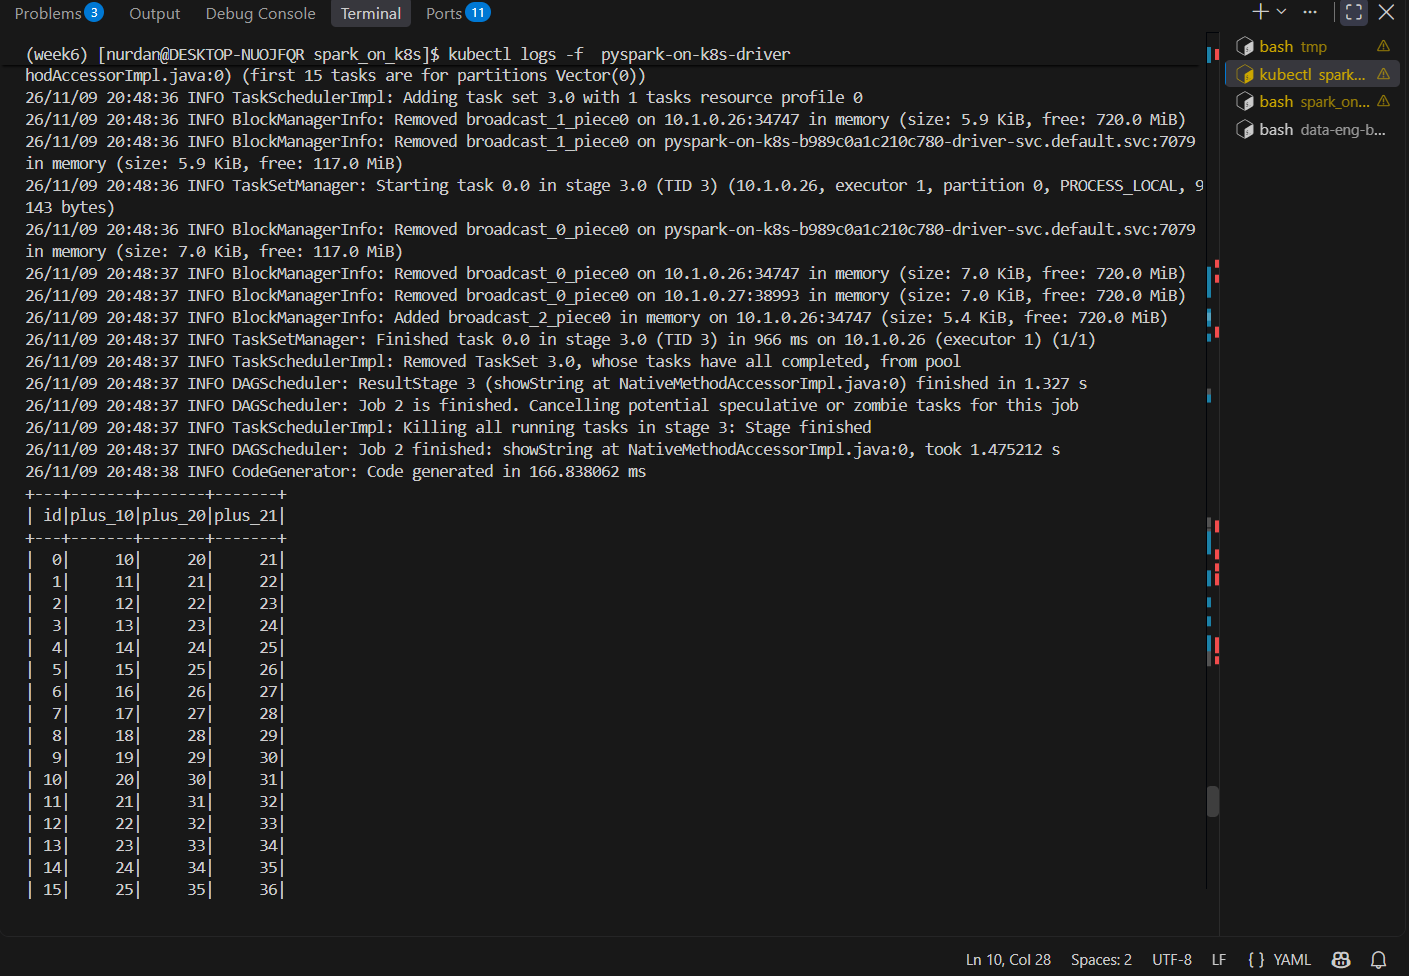 Problems 3 Output Debug Console Terminal Ports 11
(week6) [nurdan@DESKTOP-NUOJFQR spark_on_k8s]$ kubectl logs -f  pyspark-on-k8s-driver
hodAccessorImpl.java:0) (first 15 tasks are for partitions Vector(0))
26/11/09 20:48:36 INFO TaskSchedulerImpl: Adding task set 3.0 with 1 tasks resource profile 0
26/11/09 20:48:36 INFO BlockManagerInfo: Removed broadcast_1_piece0 on 10.1.0.26:34747 in memory (size: 5.9 KiB, free: 720.0 MiB)
26/11/09 20:48:36 INFO BlockManagerInfo: Removed broadcast_1_piece0 on pyspark-on-k8s-b989c0a1c210c780-driver-svc.default.svc:7079
in memory (size: 5.9 KiB, free: 117.0 MiB)
26/11/09 20:48:36 INFO TaskSetManager: Starting task 0.0 in stage 3.0 (TID 3) (10.1.0.26, executor 1, partition 0, PROCESS_LOCAL, 9
143 bytes)
26/11/09 20:48:36 INFO BlockManagerInfo: Removed broadcast_0_piece0 on pyspark-on-k8s-b989c0a1c210c780-driver-svc.default.svc:7079
in memory (size: 7.0 KiB, free: 117.0 MiB)
26/11/09 20:48:37 INFO BlockManagerInfo: Removed broadcast_0_piece0 on 10.1.0.26:34747 in memory (size: 7.0 KiB, free: 720.0 MiB)
26/11/09 20:48:37 INFO BlockManagerInfo: Removed broadcast_0_piece0 on 10.1.0.27:38993 in memory (size: 7.0 KiB, free: 720.0 MiB)
26/11/09 20:48:37 INFO BlockManagerInfo: Added broadcast_2_piece0 in memory on 10.1.0.26:34747 (size: 5.4 KiB, free: 720.0 MiB)
26/11/09 20:48:37 INFO TaskSetManager: Finished task 0.0 in stage 3.0 (TID 3) in 966 ms on 10.1.0.26 (executor 1) (1/1)
26/11/09 20:48:37 INFO TaskSchedulerImpl: Removed TaskSet 3.0, whose tasks have all completed, from pool
26/11/09 20:48:37 INFO DAGScheduler: ResultStage 3 (showString at NativeMethodAccessorImpl.java:0) finished in 1.327 s
26/11/09 20:48:37 INFO DAGScheduler: Job 2 is finished. Cancelling potential speculative or zombie tasks for this job
26/11/09 20:48:37 INFO TaskSchedulerImpl: Killing all running tasks in stage 3: Stage finished
26/11/09 20:48:37 INFO DAGScheduler: Job 2 finished: showString at NativeMethodAccessorImpl.java:0, took 1.475212 s
26/11/09 20:48:38 INFO CodeGenerator: Code generated in 166.838062 ms
+---+-------+-------+-------+
| id|plus_10|plus_20|plus_21|
+---+-------+-------+-------+
|  0|     10|     20|     21|
|  1|     11|     21|     22|
|  2|     12|     22|     23|
|  3|     13|     23|     24|
|  4|     14|     24|     25|
|  5|     15|     25|     26|
|  6|     16|     26|     27|
|  7|     17|     27|     28|
|  8|     18|     28|     29|
|  9|     19|     29|     30|
| 10|     20|     30|     31|
| 11|     21|     31|     32|
| 12|     22|     32|     33|
| 13|     23|     33|     34|
| 14|     24|     34|     35|
| 15|     25|     35|     36|
bash tmp
kubectl spark...
bash spark_on...
bash data-eng-b...
Ln 10, Col 28 Spaces: 2 UTF-8 LF { } YAML